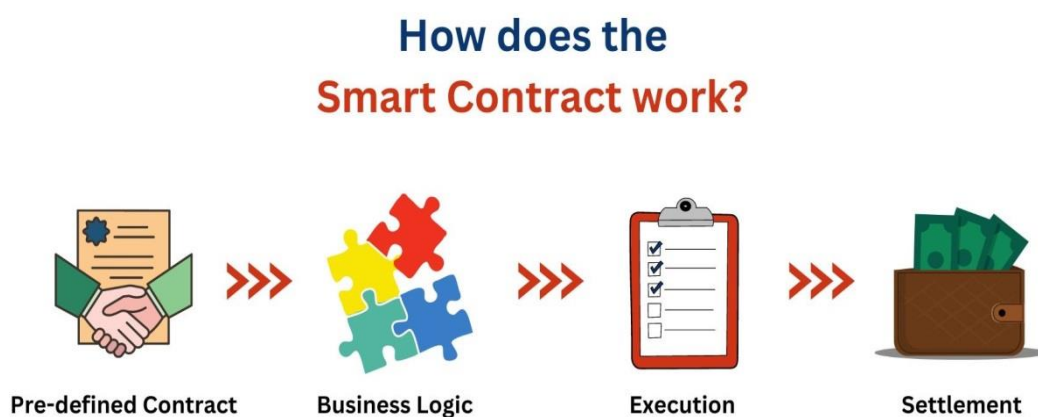 How does the
Smart Contract work?
Pre-defined Contract
Business Logic
Execution
Settlement